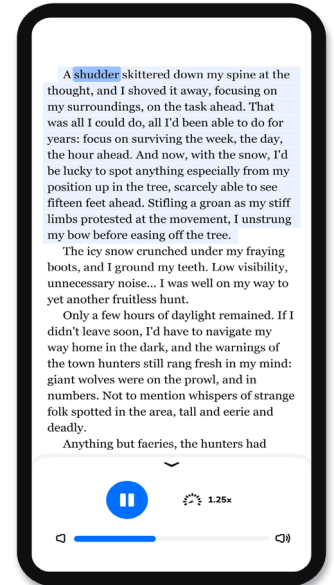 A shudder skittered down my spine at the
thought, and I shoved it away, focusing on
my surroundings, on the task ahead. That
was all I could do, all I'd been able to do for
years: focus on surviving the week, the day,
the hour ahead. And now, with the snow, I'd
be lucky to spot anything especially from my
position up in the tree, scarcely able to see
fifteen feet ahead. Stifling a groan as my stiff
limbs protested at the movement, I unstrung
my bow before easing off the tree.
The icy snow crunched under my fraying
boots, and I ground my teeth. Low visibility,
unnecessary noise... I was well on my way to
yet another fruitless hunt.
Only a few hours of daylight remained. If I
didn't leave soon, I'd have to navigate my
way home in the dark, and the warnings of
the town hunters still rang fresh in my mind:
giant wolves were on the prowl, and in
numbers. Not to mention whispers of strange
folk spotted in the area, tall and eerie and
deadly.
Anything but faeries, the hunters had
1.25x